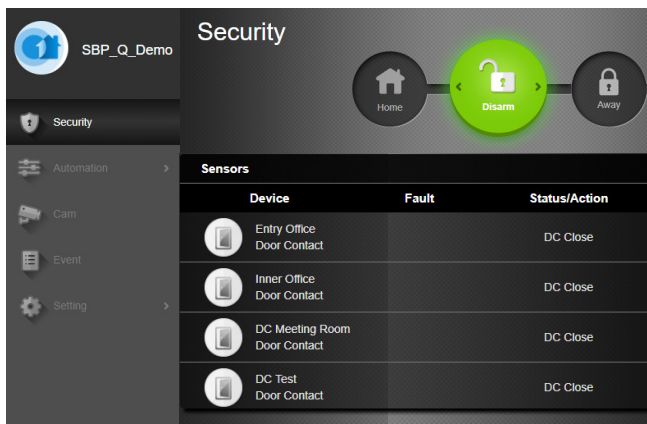 SBP_Q_Demo
Security
Automation
Cam
Event
Setting
Security
Home
Disarm
Away
Sensors
Device Fault Status/Action
Entry Office
Door Contact
DC Close
Inner Office
Door Contact
DC Close
DC Meeting Room
Door Contact
DC Close
DC Test
Door Contact
DC Close